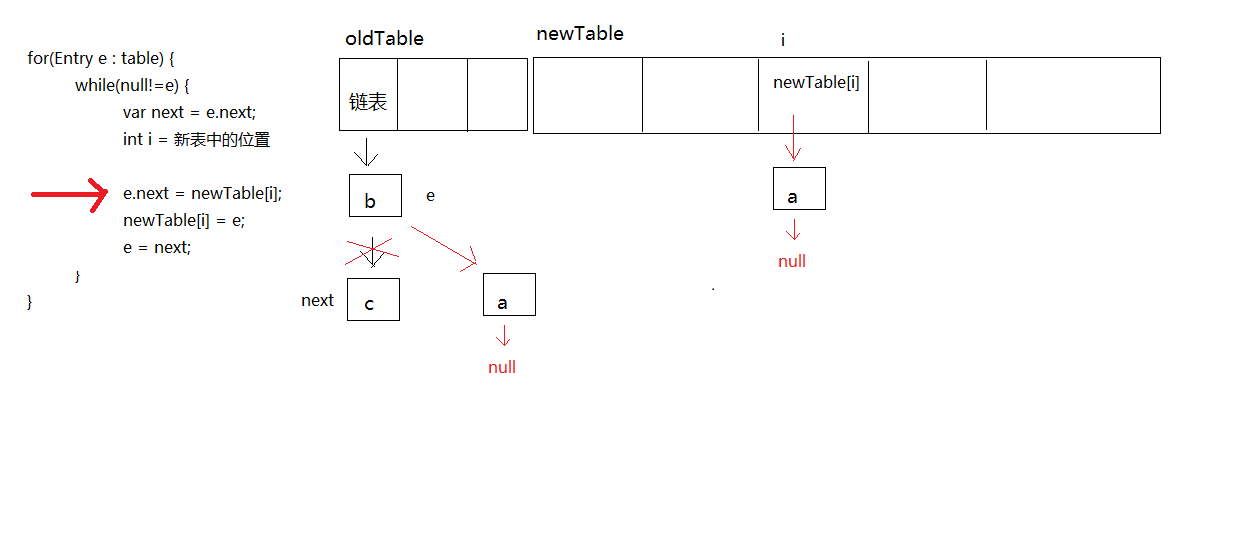 for(Entry e : table) {
while(null!=e) {
var next = e.next;
int i = 新表中的位置
e.next = newTable[i];
newTable[i] = e;
e = next;
}
}
oldTable
newTable
i
链表
newTable[i]
b
e
a
null
next
c
a
null